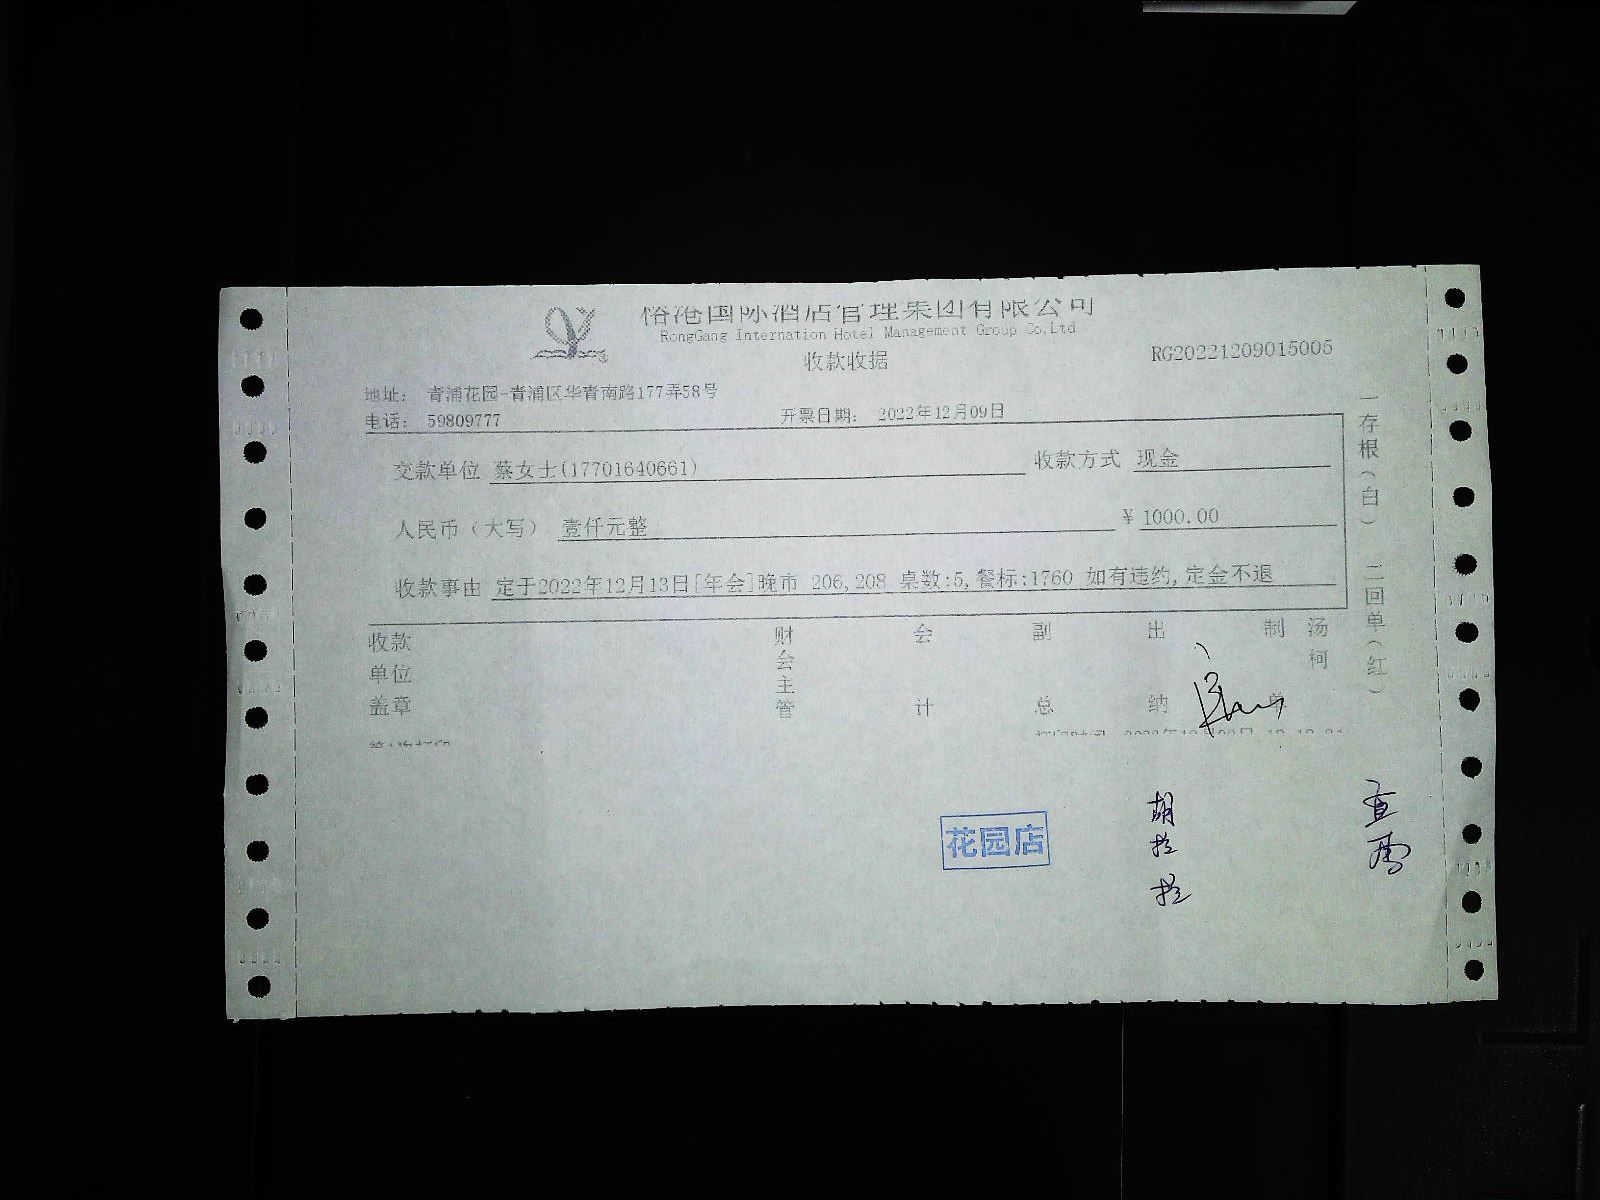 国际酒店管理集团有限公司
RongGang Internation Hotel Management Group Co,Ltd
收款收据
RG20221209015005
地址： 青浦花园-青浦区华青南路177弄58号
电话： 59809777 开票日期： 2022年12月09日
交款单位 蔡女士(17701640661) 收款方式 现金
人民币（大写） 壹仟元整 ¥ 1000.00
收款事由 定于2022年12月13日[年会]晚市 206,208 桌数:5,餐标:1760 如有违约,定金不退
收款单位盖章 财会主管 会计 副总 出纳 制单 汤柯
一存根（白） 二回单（红）
花园店